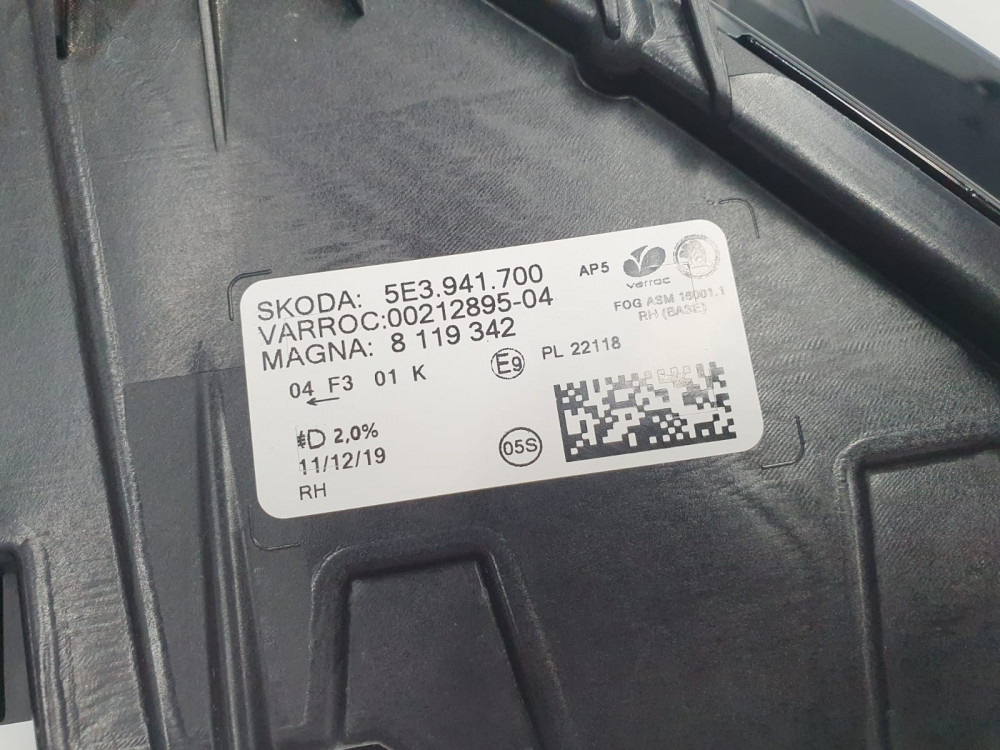 SKODA: 5E3.941.700
VARROC:00212895-04
MAGNA: 8 119 342
AP5
varroc
FOG ASM 16001.1
RH (BASE)
04 F3 01 K
E9
PL 22118
D 2,0%
11/12/19
RH
05S